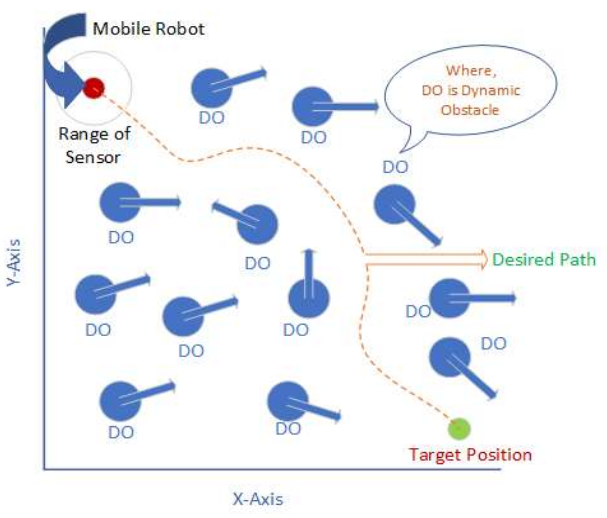 Mobile Robot
Where,
DO is Dynamic
Obstacle
DO
Range of
Sensor
DO
DO
DO
DO
Y-Axis
Desired Path
DO
DO
DO
DO
DO
DO
DO
Target Position
X-Axis